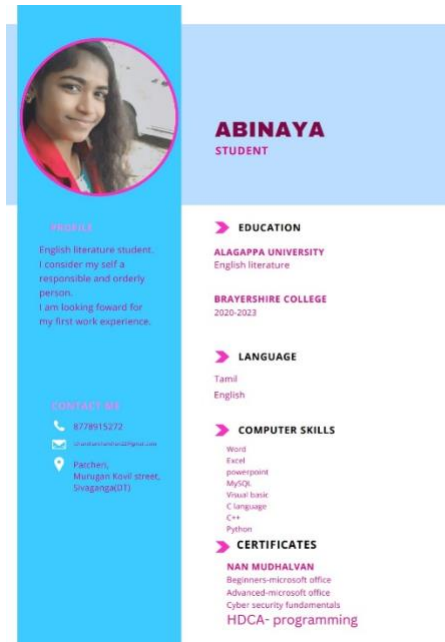 ABINAYA
STUDENT
PROFILE
English literature student.
I consider my self a
responsible and orderly
person.
I am looking foward for
my first work experience.
CONTACT ME
8778915272
Patcheri,
Murugan Kovil street,
Sivaganga(DT)
EDUCATION
ALAGAPPA UNIVERSITY
English literature
BRAYERSHIRE COLLEGE
2020-2023
LANGUAGE
Tamil
English
COMPUTER SKILLS
Word
Excel
powerpoint
MySQL
Visual basic
C language
C++
Python
CERTIFICATES
NAN MUDHALVAN
Beginners-microsoft office
Advanced-microsoft office
Cyber security fundamentals
HDCA- programming